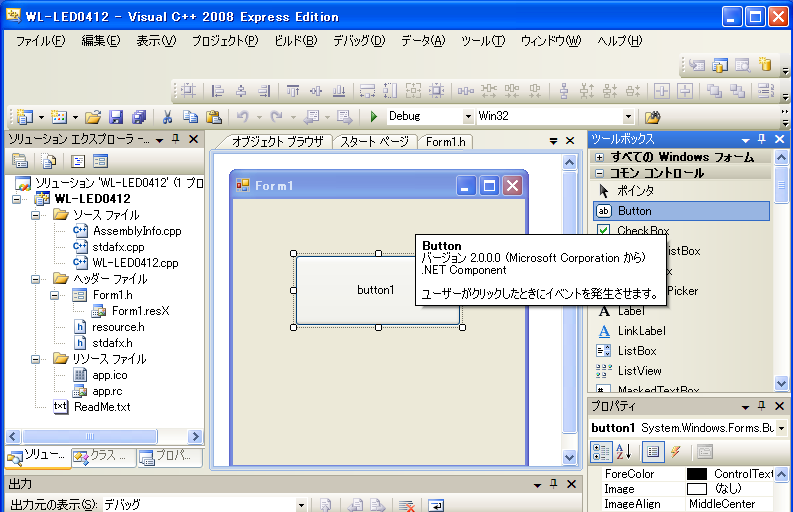 WL-LED0412 - Visual C++ 2008 Express Edition
ファイル(F) 編集(E) 表示(V) プロジェクト(P) ビルド(B) デバッグ(D) データ(A) ツール(T) ウィンドウ(W) ヘルプ(H)
Debug Win32
ソリューション エクスプローラ -...
ソリューション 'WL-LED0412' (1 プロ
WL-LED0412
ソース ファイル
AssemblyInfo.cpp
stdafx.cpp
WL-LED0412.cpp
ヘッダー ファイル
Form1.h
Form1.resX
resource.h
stdafx.h
リソース ファイル
app.ico
app.rc
ReadMe.txt
ソリュー... クラス ... プロパ...
オブジェクト ブラウザ スタート ページ Form1.h
Form1
button1
Button
バージョン 2.0.0.0 (Microsoft Corporation から)
.NET Component
ユーザーがクリックしたときにイベントを発生させます。
ツールボックス
すべての Windows フォーム
コモン コントロール
ポインタ
Button
CheckBox
istBox
Picker
Label
LinkLabel
ListBox
ListView
MaskedTextBox
プロパティ
button1 System.Windows.Forms.Bu
ForeColor ControlText
Image (なし)
ImageAlign MiddleCenter
出力
出力元の表示(S): デバッグ